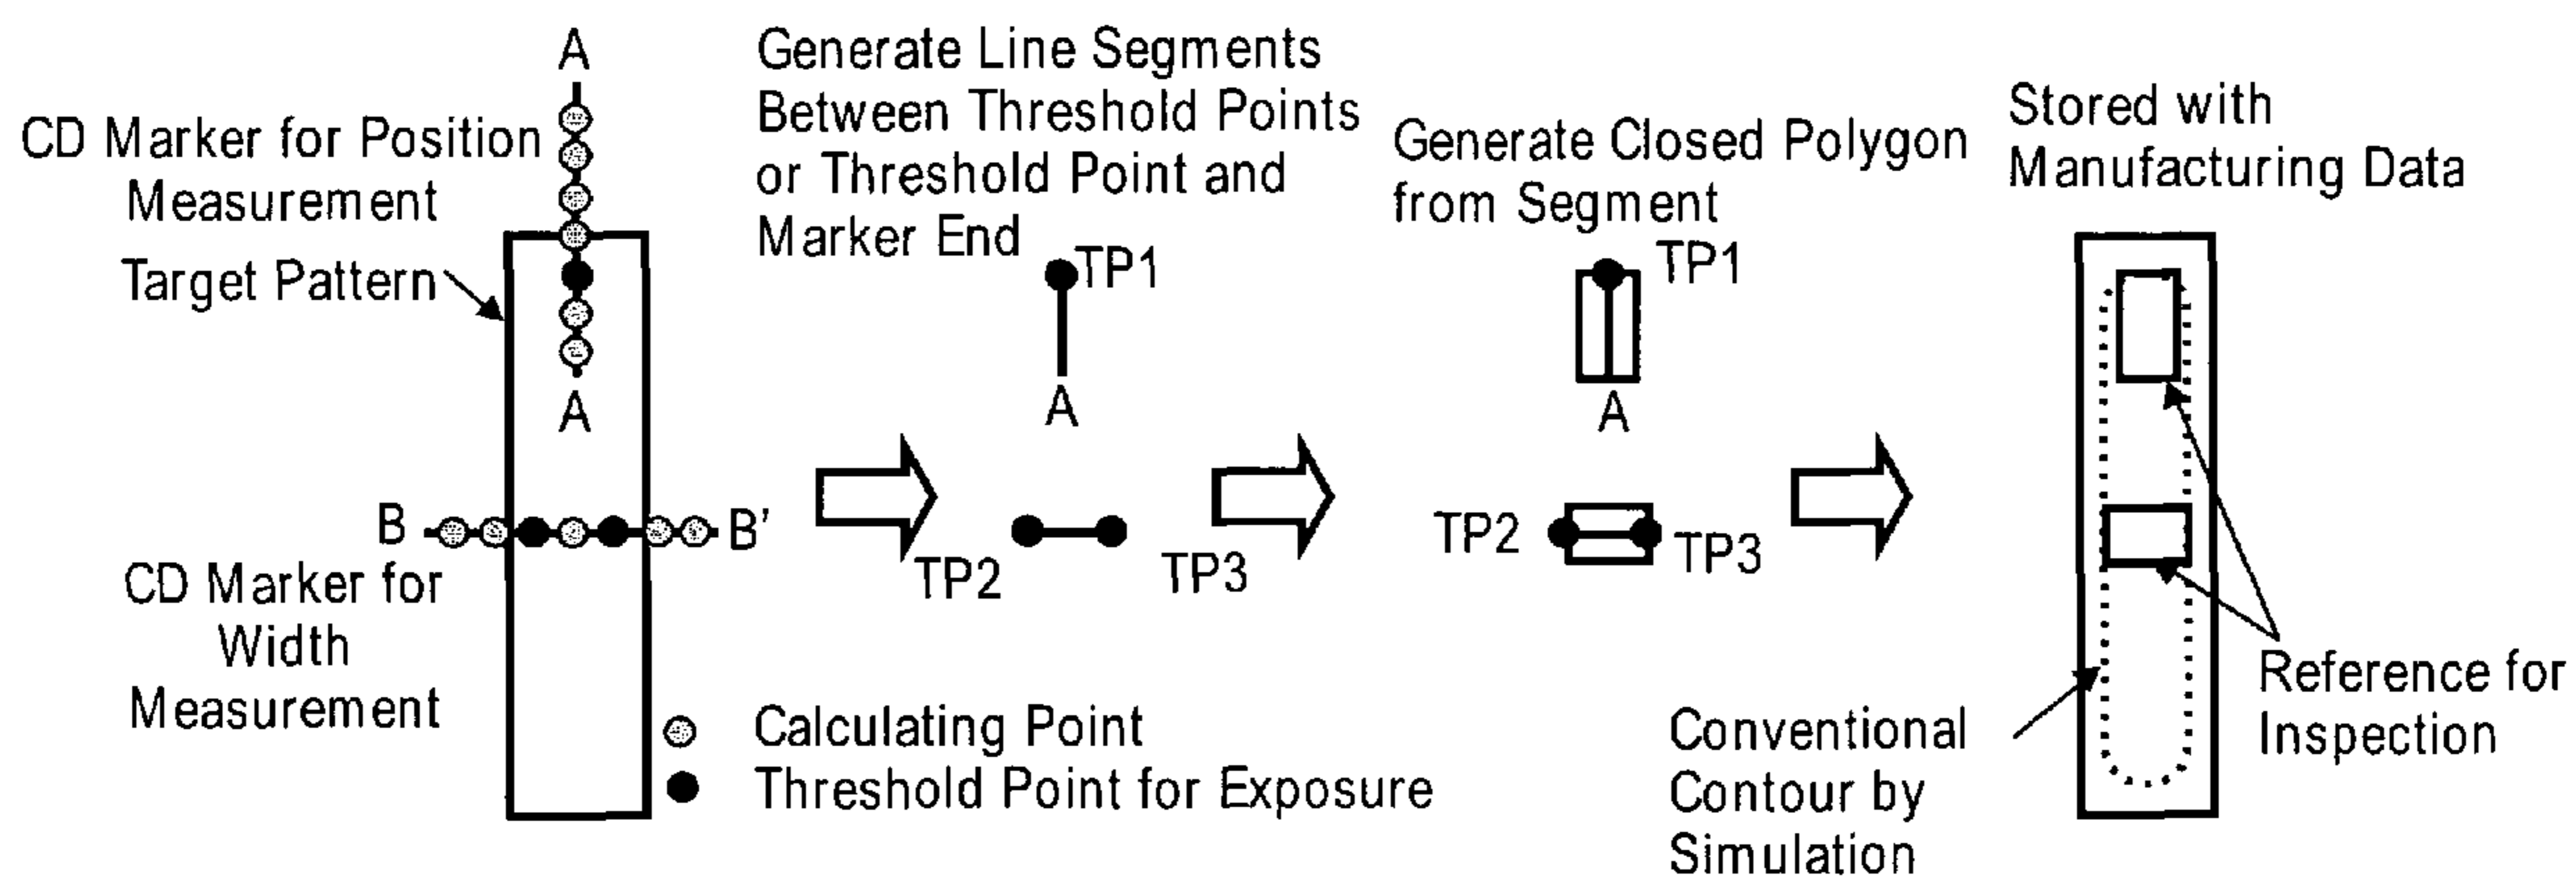 A
CD Marker for Position
Measurement
Target Pattern
A
B
B'
CD Marker for
Width
Measurement
Calculating Point
Threshold Point for Exposure
Generate Line Segments
Between Threshold Points
or Threshold Point and
Marker End
TP1
A
TP2
TP3
Generate Closed Polygon
from Segment
TP1
A
TP2
TP3
Stored with
Manufacturing Data
Reference for
Inspection
Conventional
Contour by
Simulation